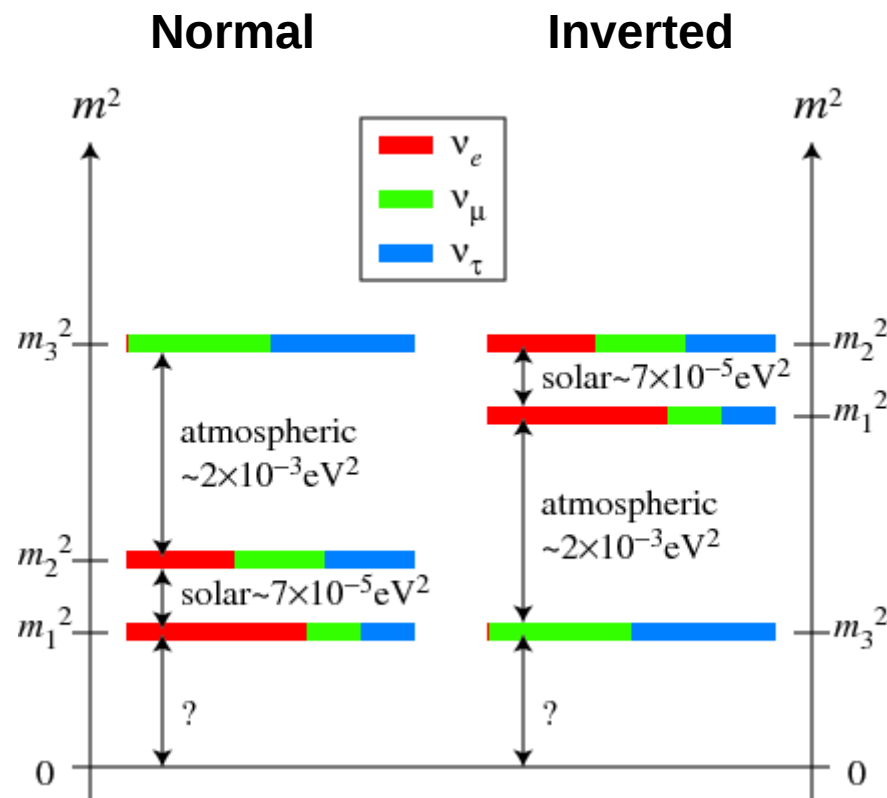 Normal Inverted
m² m²
νe
νμ
ντ
m₃² m₂²
solar~7×10⁻⁵eV²
m₁²
atmospheric
~2×10⁻³eV²
atmospheric
~2×10⁻³eV²
m₂²
solar~7×10⁻⁵eV²
m₁² m₃²
? ?
0 0